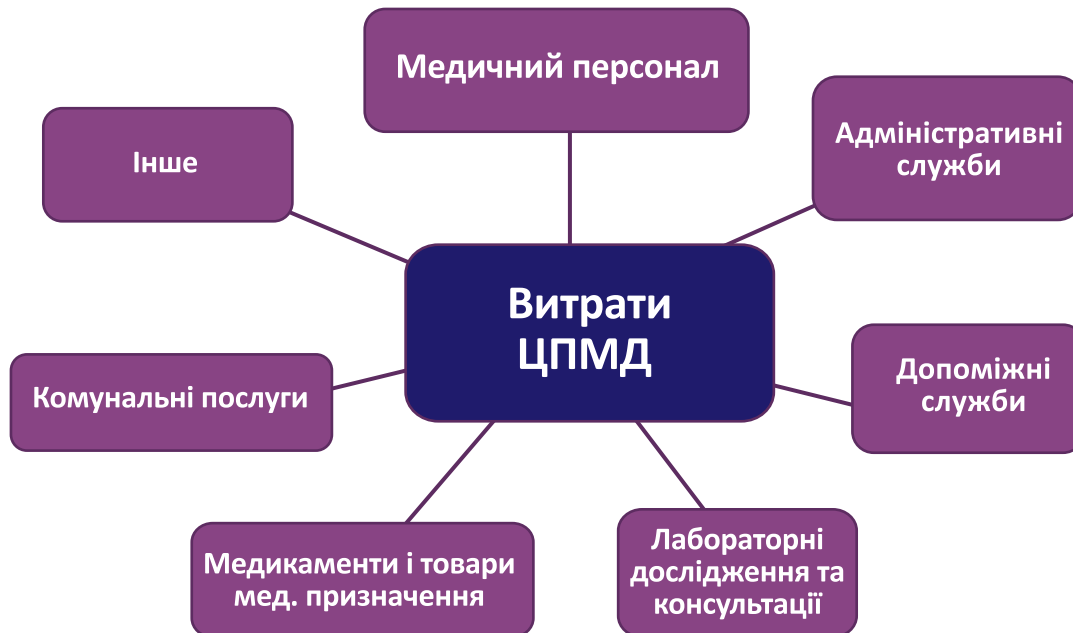 Медичний персонал
Адміністративні
служби
Інше
Витрати
ЦПМД
Допоміжні
служби
Комунальні послуги
Лабораторні
дослідження та
консультації
Медикаменти і товари
мед. призначення